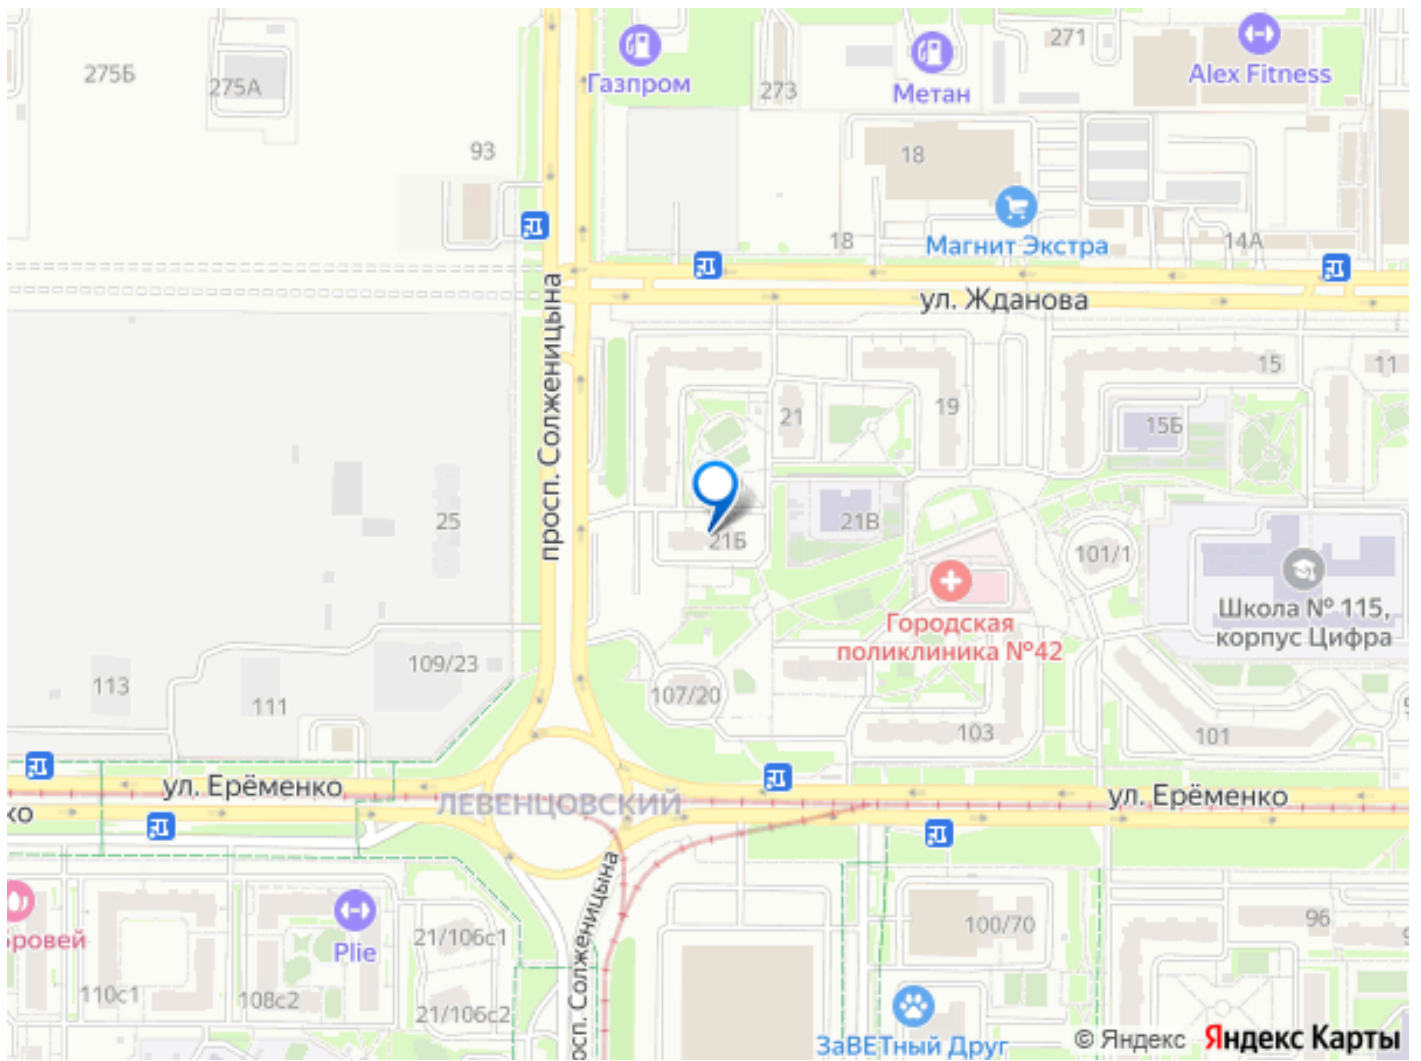 275Б
275А
Газпром
273
Метан
271
Alex Fitness
93
18
18
Магнит Экстра
14А
ул. Жданова
просп. Солженицына
15
11
21
19
15Б
25
21Б
21В
101/1
Городская
поликлиника №42
Школа № 115,
корпус Цифра
109/23
113
111
107/20
103
101
ул. Ерёменко
ЛЕВЕНЦОВСКИЙ
ул. Ерёменко
ко
бровей
Plie
21/106с1
110с1
108с2
21/106с2
осп. Солженицына
100/70
96
ЗаВЕТный Друг
© Яндекс Яндекс Карты